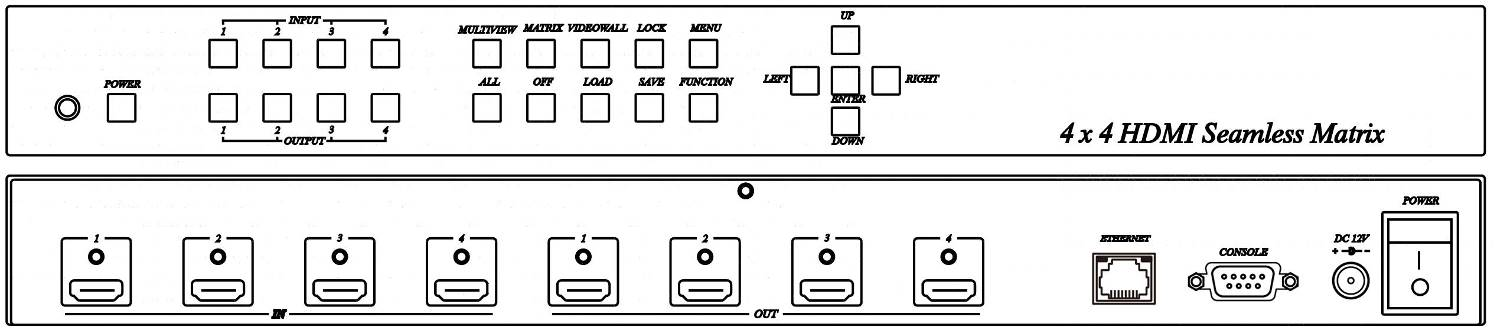 INPUT
1 2 3 4
MULTIVIEW MATRIX VIDEOWALL LOCK MENU
UP
POWER
ALL OFF LOAD SAVE FUNCTION
LEFT RIGHT
ENTER
1 2 3 4
OUTPUT
DOWN
4 x 4 HDMI Seamless Matrix
POWER
1 2 3 4 1 2 3 4
ETHERNET
CONSOLE
DC 12V
+ -
IN
OUT